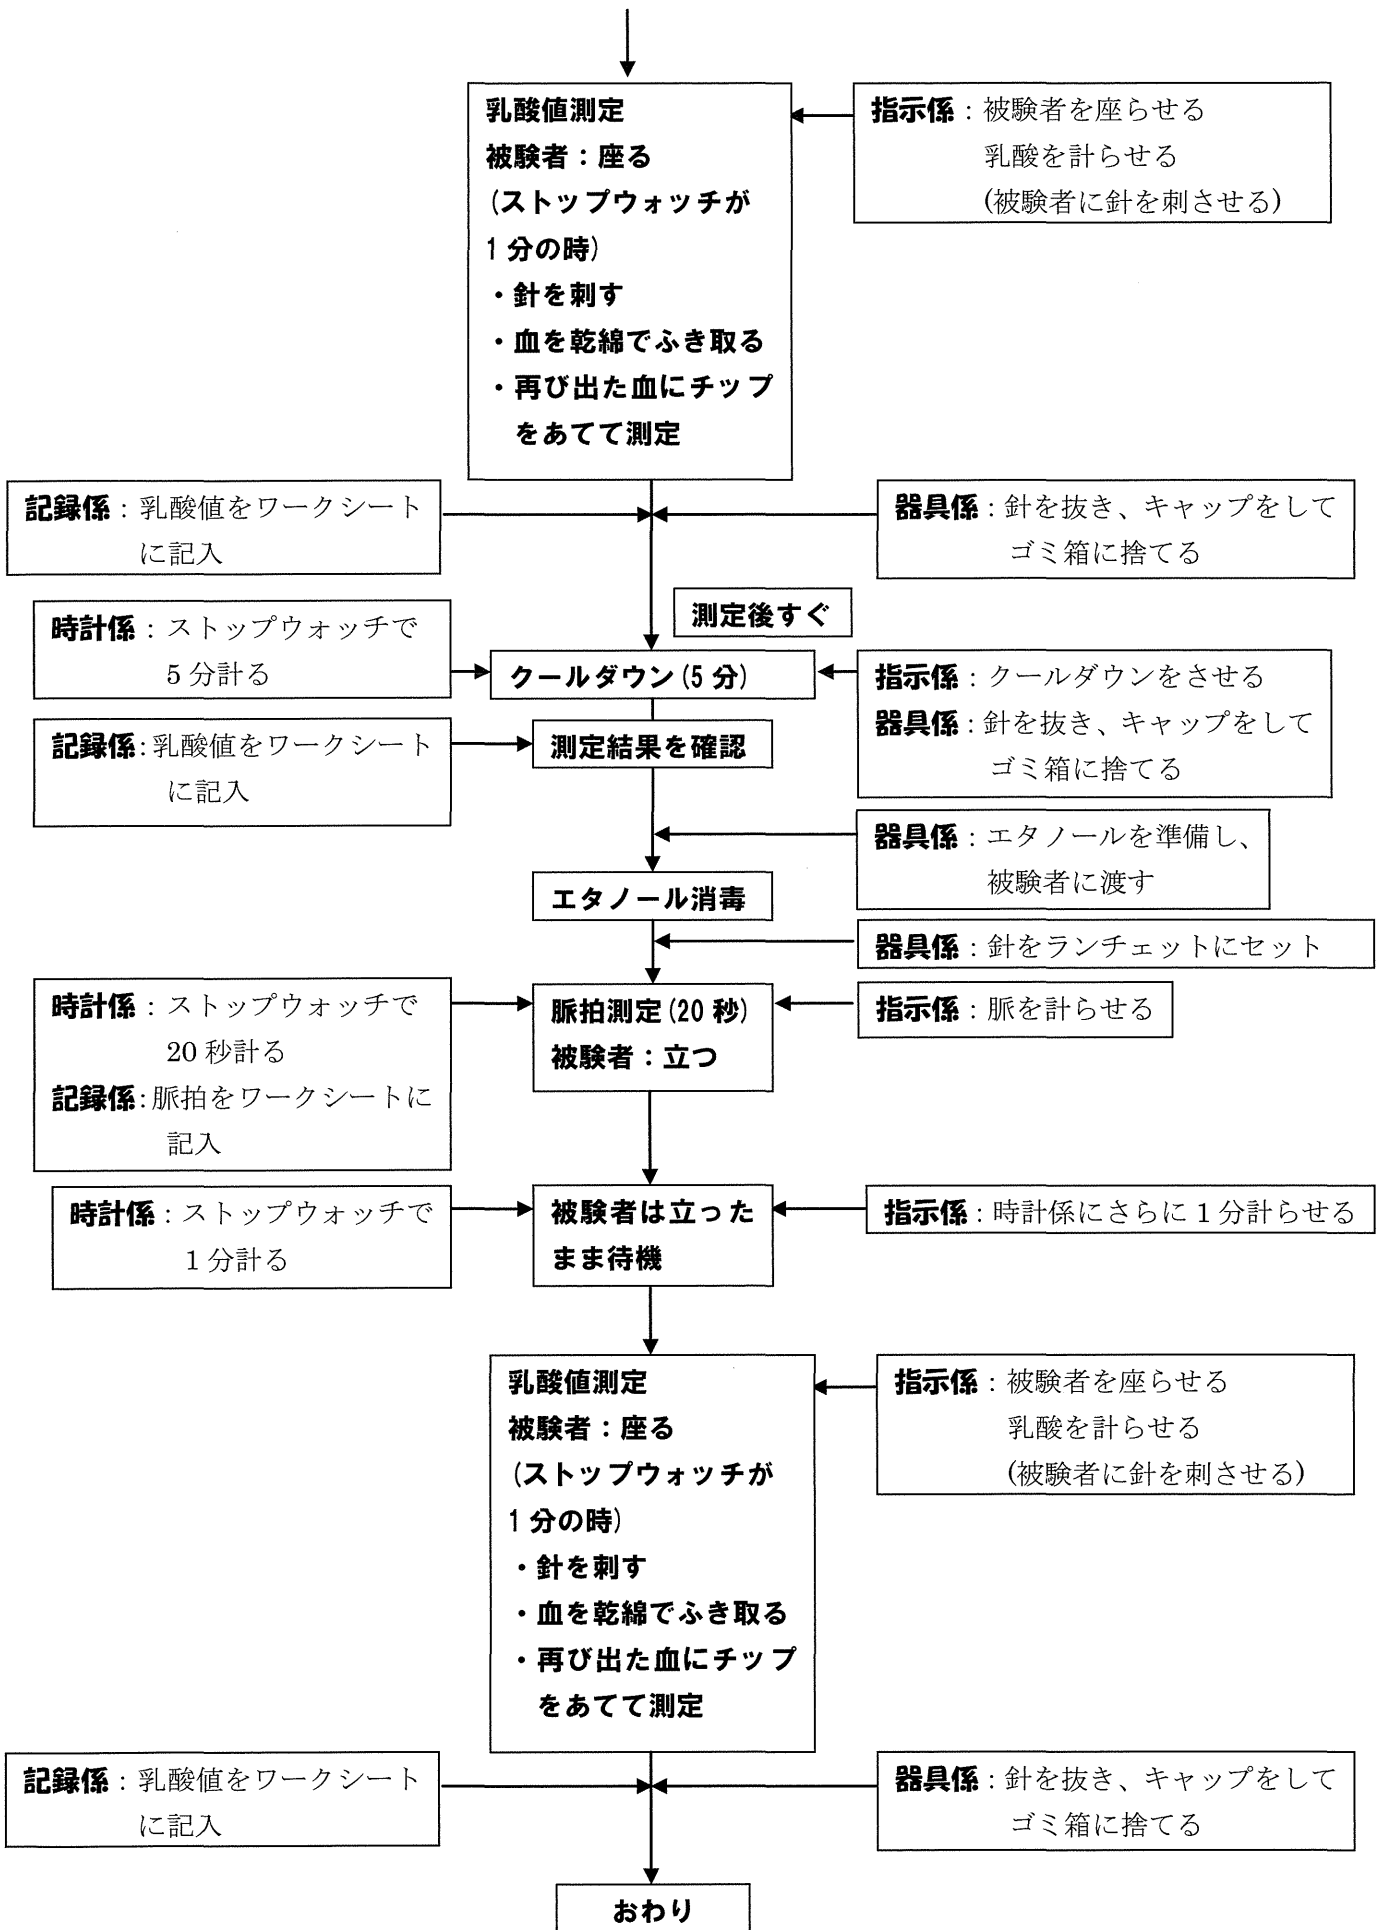 乳酸値測定
被験者：座る
(ストップウォッチが
1分の時)
・針を刺す
・血を乾綿でふき取る
・再び出た血にチップ
をあてて測定
指示係：被験者を座らせる
乳酸を計らせる
(被験者に針を刺させる)
記録係：乳酸値をワークシート
に記入
器具係：針を抜き、キャップをして
ゴミ箱に捨てる
測定後すぐ
時計係：ストップウォッチで
5分計る
クールダウン(5分)
指示係：クールダウンをさせる
器具係：針を抜き、キャップをして
ゴミ箱に捨てる
記録係：乳酸値をワークシート
に記入
測定結果を確認
器具係：エタノールを準備し、
被験者に渡す
エタノール消毒
器具係：針をランチェットにセット
時計係：ストップウォッチで
20秒計る
記録係：脈拍をワークシートに
記入
脈拍測定(20秒)
被験者：立つ
指示係：脈を計らせる
時計係：ストップウォッチで
1分計る
被験者は立った
まま待機
指示係：時計係にさらに1分計らせる
乳酸値測定
被験者：座る
(ストップウォッチが
1分の時)
・針を刺す
・血を乾綿でふき取る
・再び出た血にチップ
をあてて測定
指示係：被験者を座らせる
乳酸を計らせる
(被験者に針を刺させる)
記録係：乳酸値をワークシート
に記入
器具係：針を抜き、キャップをして
ゴミ箱に捨てる
おわり